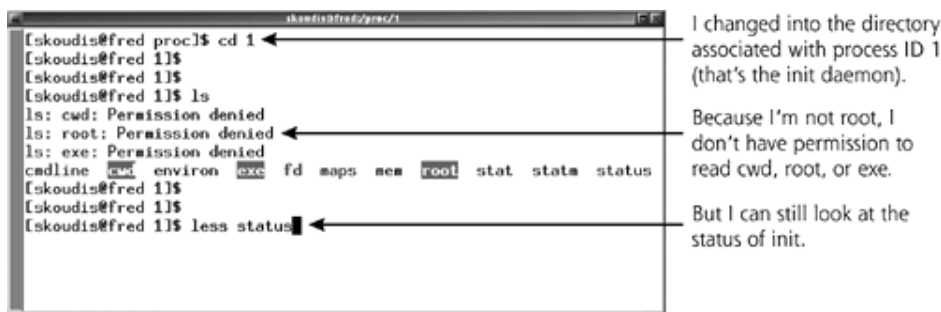 skoudis@fred:/proc/1
[skoudis@fred proc]$ cd 1
[skoudis@fred 1]$
[skoudis@fred 1]$
[skoudis@fred 1]$ ls
ls: cwd: Permission denied
ls: root: Permission denied
ls: exe: Permission denied
cmdline cwd environ exe fd maps mem root stat statm status
[skoudis@fred 1]$
[skoudis@fred 1]$
[skoudis@fred 1]$ less status
I changed into the directory
associated with process ID 1
(that's the init daemon).
Because I'm not root, I
don't have permission to
read cwd, root, or exe.
But I can still look at the
status of init.